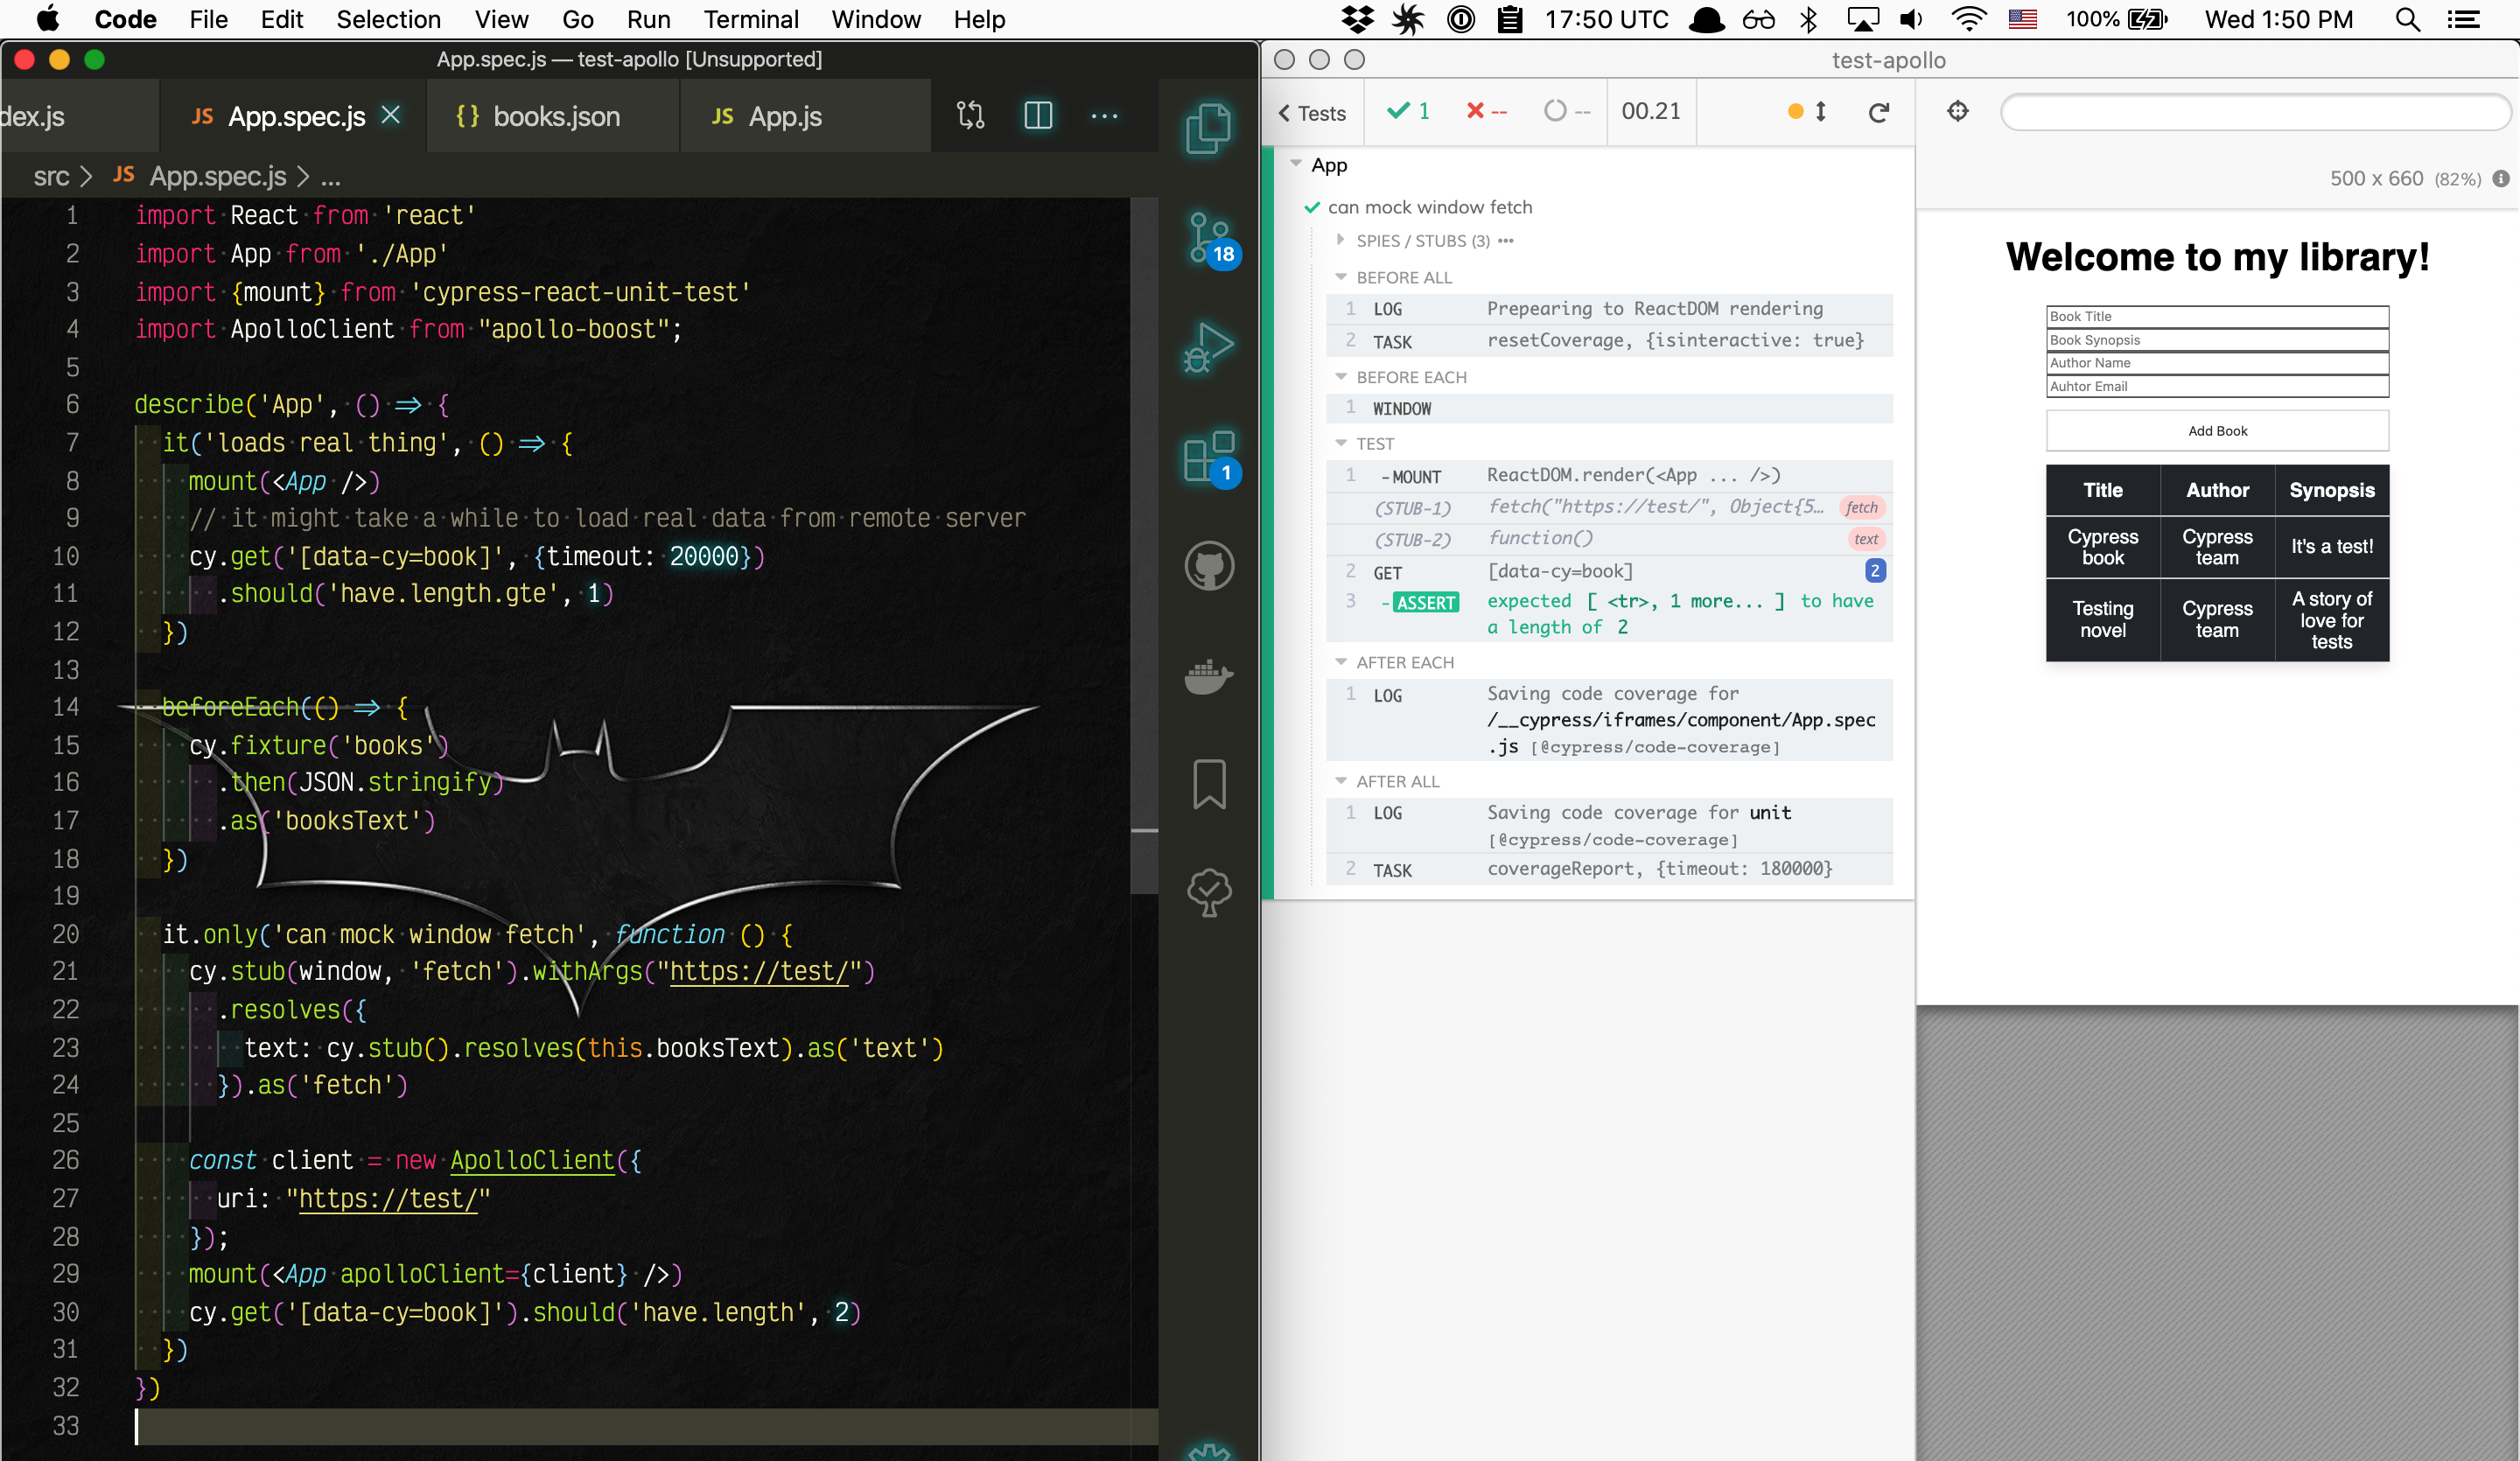 Code File Edit Selection View Go Run Terminal Window Help 17:50 UTC 100% Wed 1:50 PM
App.spec.js — test-apollo [Unsupported]
dex.js JS App.spec.js {} books.json JS App.js ...
src > JS App.spec.js > ...
1 import React from 'react'
2 import App from './App'
3 import {mount} from 'cypress-react-unit-test'
4 import ApolloClient from "apollo-boost";
5
6 describe('App', () => {
7 it('loads real thing', () => {
8 mount(<App />)
9 // it might take a while to load real data from remote server
10 cy.get('[data-cy=book]', {timeout: 20000})
11 .should('have.length.gte', 1)
12 })
13
14 beforeEach(() => {
15 cy.fixture('books')
16 .then(JSON.stringify)
17 .as('booksText')
18 })
19
20 it.only('can mock window fetch', function () {
21 cy.stub(window, 'fetch').withArgs("https://test/")
22 .resolves({
23 text: cy.stub().resolves(this.booksText).as('text')
24 }).as('fetch')
25
26 const client = new ApolloClient({
27 uri: "https://test/"
28 });
29 mount(<App apolloClient={client} />)
30 cy.get('[data-cy=book]').should('have.length', 2)
31 })
32 })
33
18
1
test-apollo
< Tests 1 -- -- 00.21
App
can mock window fetch
SPIES / STUBS (3) •••
BEFORE ALL
1 LOG Prepearing to ReactDOM rendering
2 TASK resetCoverage, {isinteractive: true}
BEFORE EACH
1 WINDOW
TEST
1 -MOUNT ReactDOM.render(<App ... />)
(STUB-1) fetch("https://test/", Object{5… fetch
(STUB-2) function() text
2 GET [data-cy=book] 2
3 -ASSERT expected [ <tr>, 1 more... ] to have
a length of 2
AFTER EACH
1 LOG Saving code coverage for
/__cypress/iframes/component/App.spec
.js [@cypress/code-coverage]
AFTER ALL
1 LOG Saving code coverage for unit
[@cypress/code-coverage]
2 TASK coverageReport, {timeout: 180000}
500 x 660 (82%)
Welcome to my library!
Book Title
Book Synopsis
Author Name
Auhtor Email
Add Book
Title Author Synopsis
Cypress book Cypress team It's a test!
Testing novel Cypress team A story of love for tests